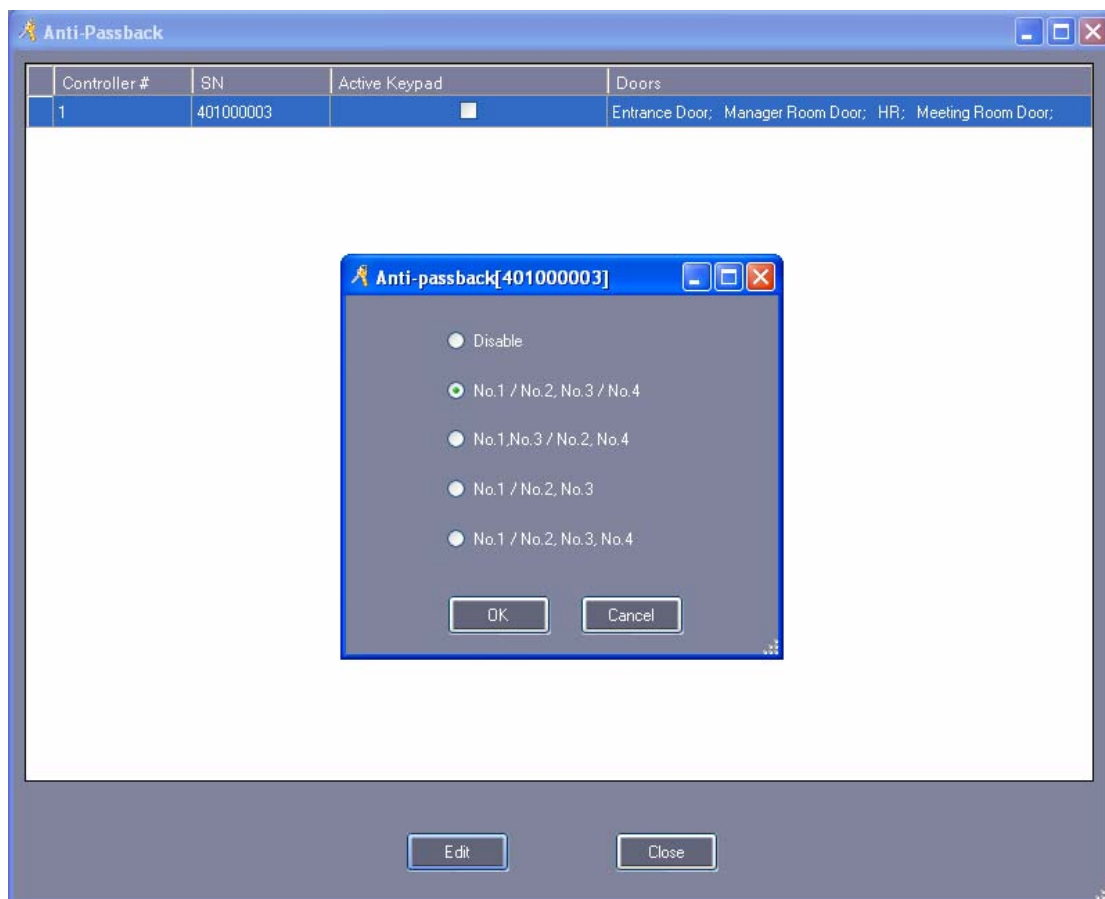 Anti-Passback
Controller # SN Active Keypad Doors
1 401000003 Entrance Door; Manager Room Door; HR; Meeting Room Door;
Anti-passback[401000003]
Disable
No.1 / No.2, No.3 / No.4
No.1,No.3 / No.2, No.4
No.1 / No.2, No.3
No.1 / No.2, No.3, No.4
OK Cancel
Edit Close